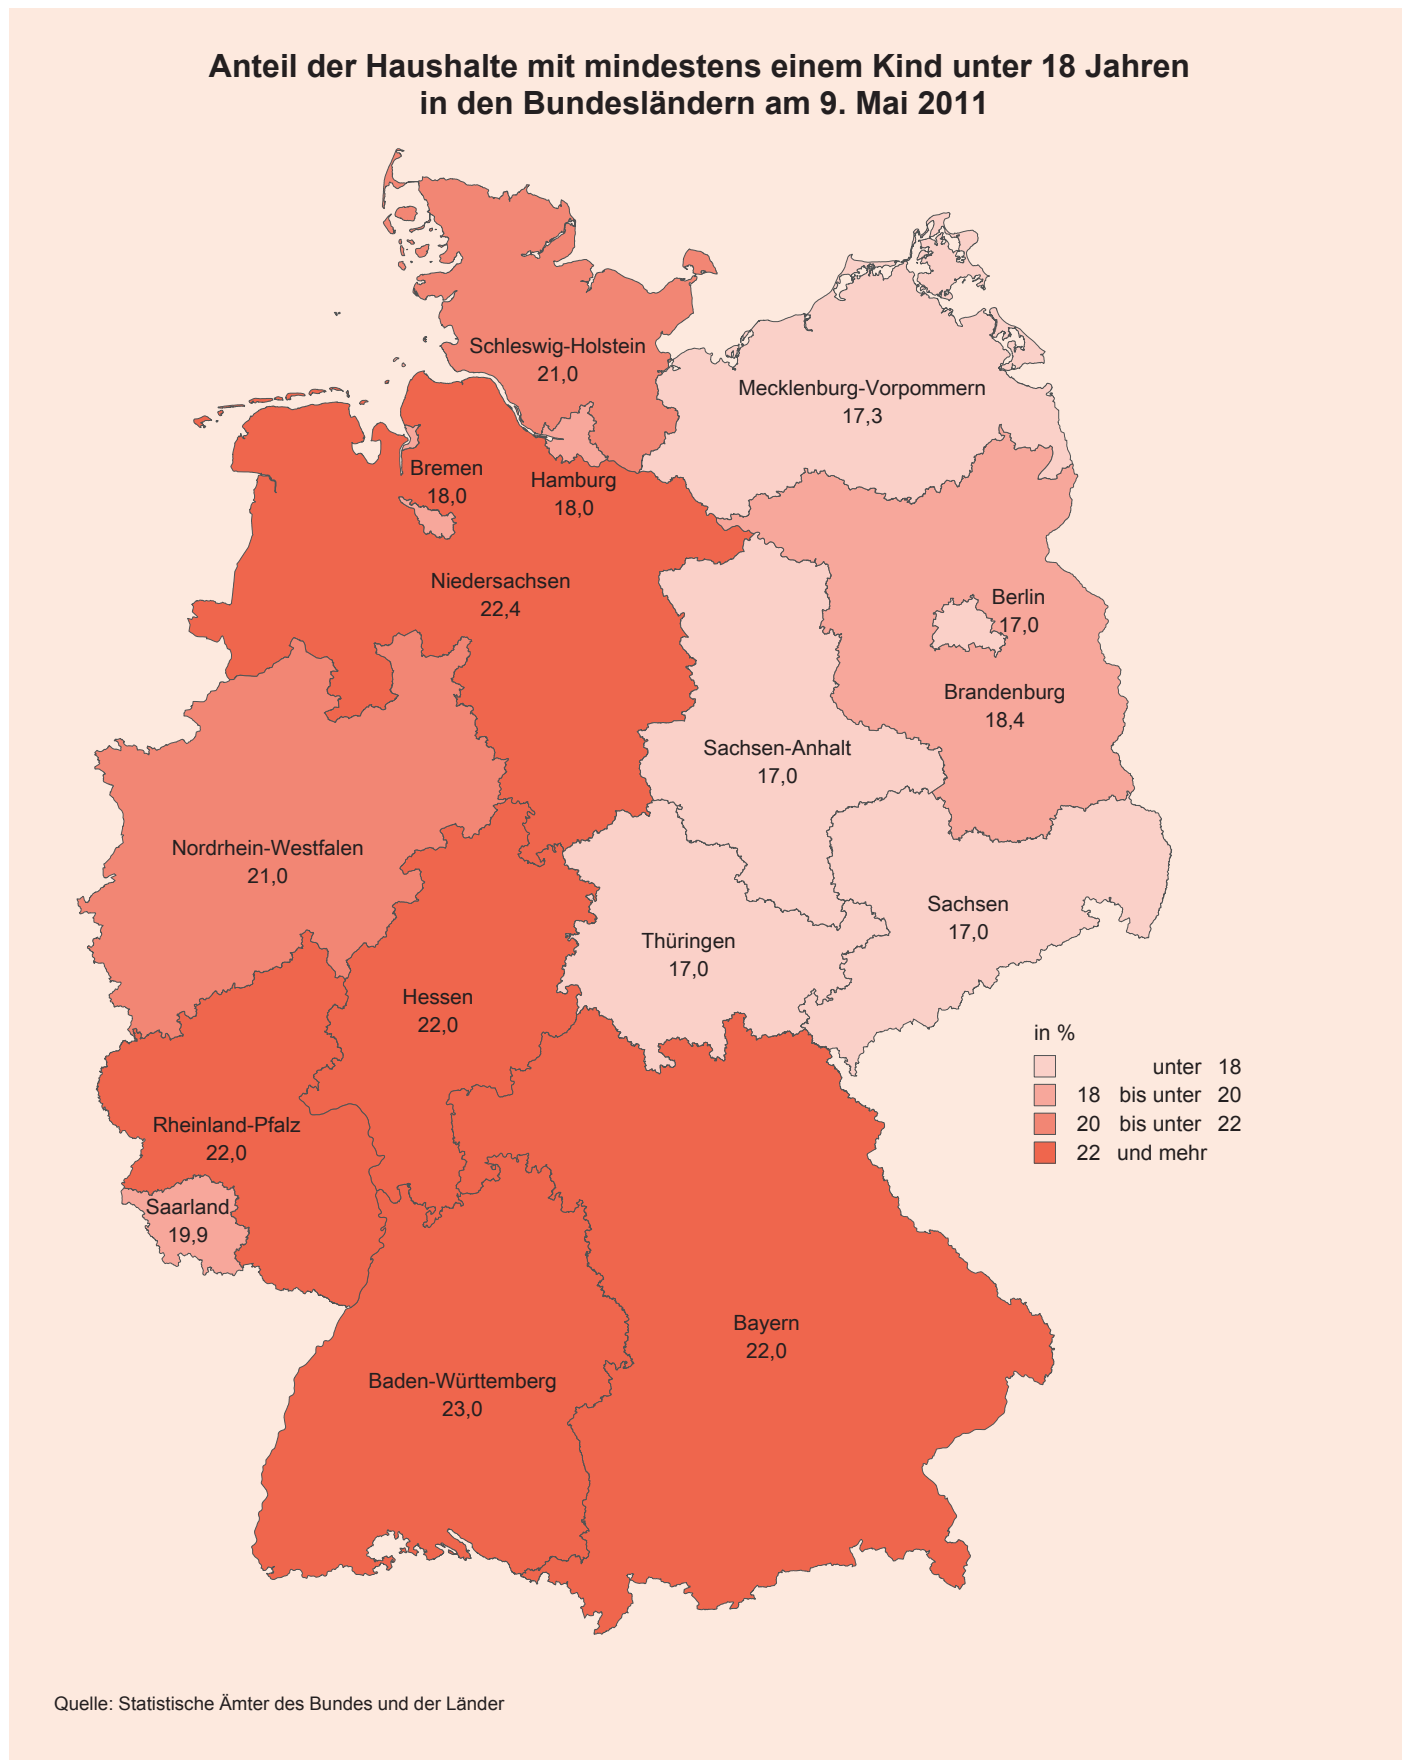 Anteil der Haushalte mit mindestens einem Kind unter 18 Jahren
in den Bundesländern am 9. Mai 2011
Schleswig-Holstein
21,0
Mecklenburg-Vorpommern
17,3
Bremen
18,0
Hamburg
18,0
Niedersachsen
22,4
Berlin
17,0
Brandenburg
18,4
Sachsen-Anhalt
17,0
Nordrhein-Westfalen
21,0
Sachsen
17,0
Thüringen
17,0
Hessen
22,0
Rheinland-Pfalz
22,0
Saarland
19,9
Bayern
22,0
Baden-Württemberg
23,0
in %
unter 18
18 bis unter 20
20 bis unter 22
22 und mehr
Quelle: Statistische Ämter des Bundes und der Länder